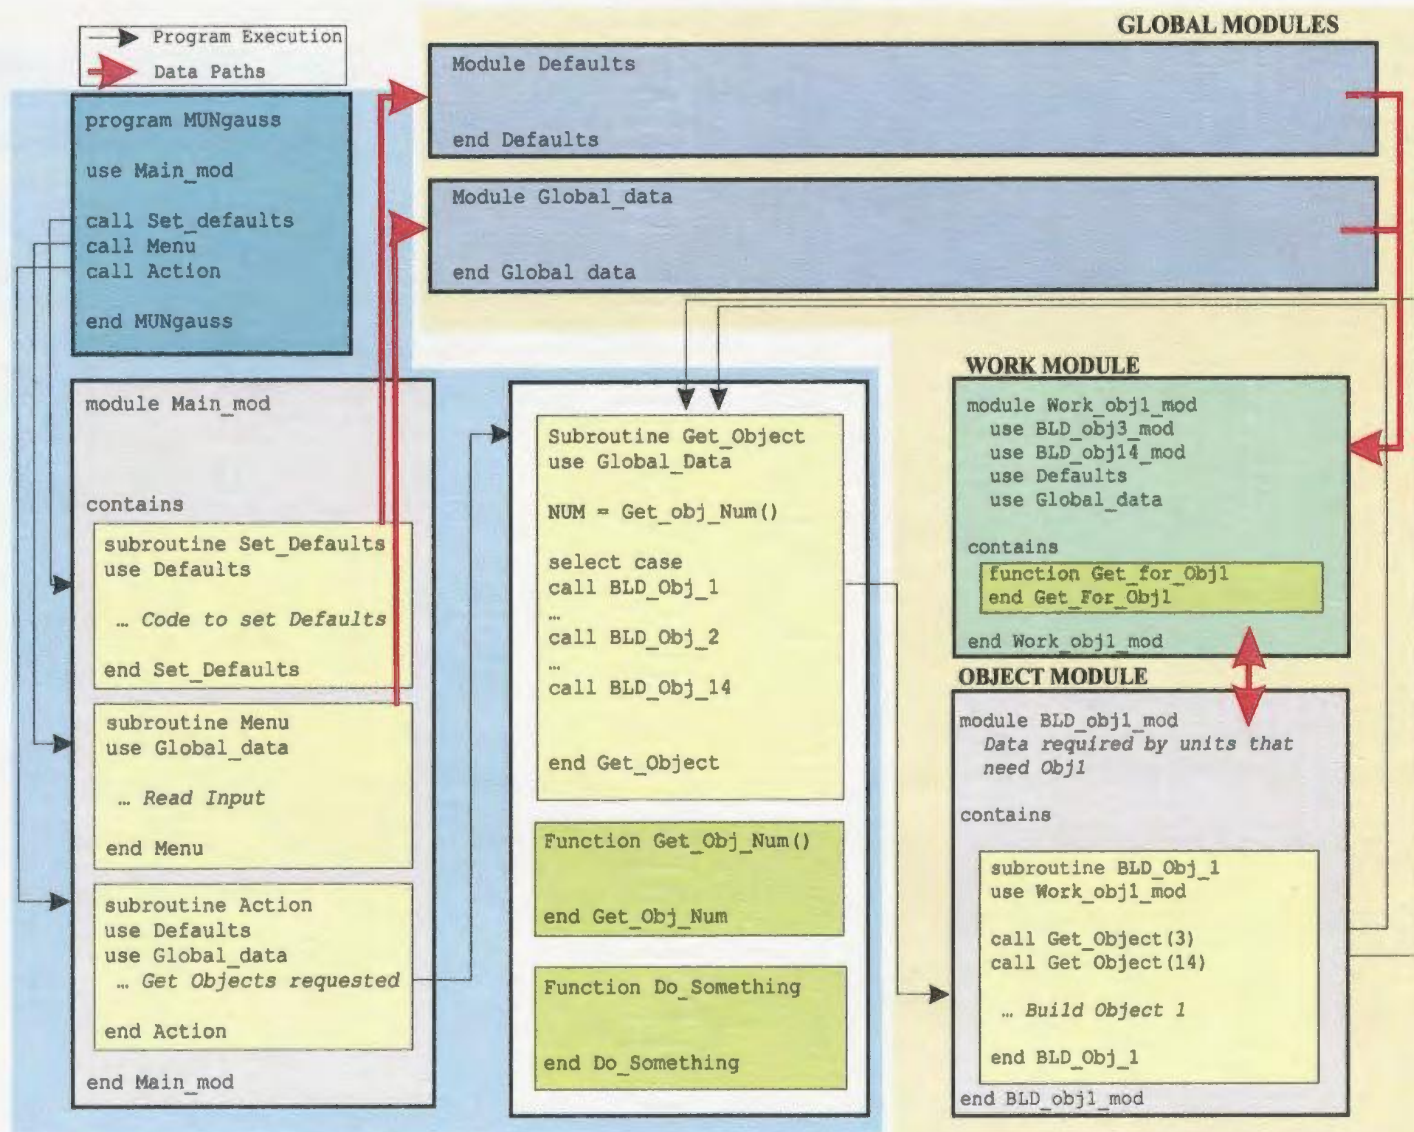 Program Execution
Data Paths
GLOBAL MODULES
Module Defaults
end Defaults
Module Global_data
end Global data
program MUNgauss
use Main_mod
call Set_defaults
call Menu
call Action
end MUNgauss
module Main_mod
contains
subroutine Set_Defaults
use Defaults
… Code to set Defaults
end Set_Defaults
subroutine Menu
use Global_data
… Read Input
end Menu
subroutine Action
use Defaults
use Global_data
… Get Objects requested
end Action
end Main_mod
Subroutine Get_Object
use Global_Data
NUM = Get_obj_Num()
select case
call BLD_Obj_1
…
call BLD_Obj_2
…
call BLD_Obj_14
end Get_Object
Function Get_Obj_Num()
end Get_Obj_Num
Function Do_Something
end Do_Something
WORK MODULE
module Work_obj1_mod
use BLD_obj3_mod
use BLD_obj14_mod
use Defaults
use Global_data
contains
function Get_for_Obj1
end Get_For_Obj1
end Work_obj1_mod
OBJECT MODULE
module BLD_obj1_mod
Data required by units that
need Obj1
contains
subroutine BLD_Obj_1
use Work_obj1_mod
call Get_Object(3)
call Get Object(14)
… Build Object 1
end BLD_Obj_1
end BLD_obj1_mod